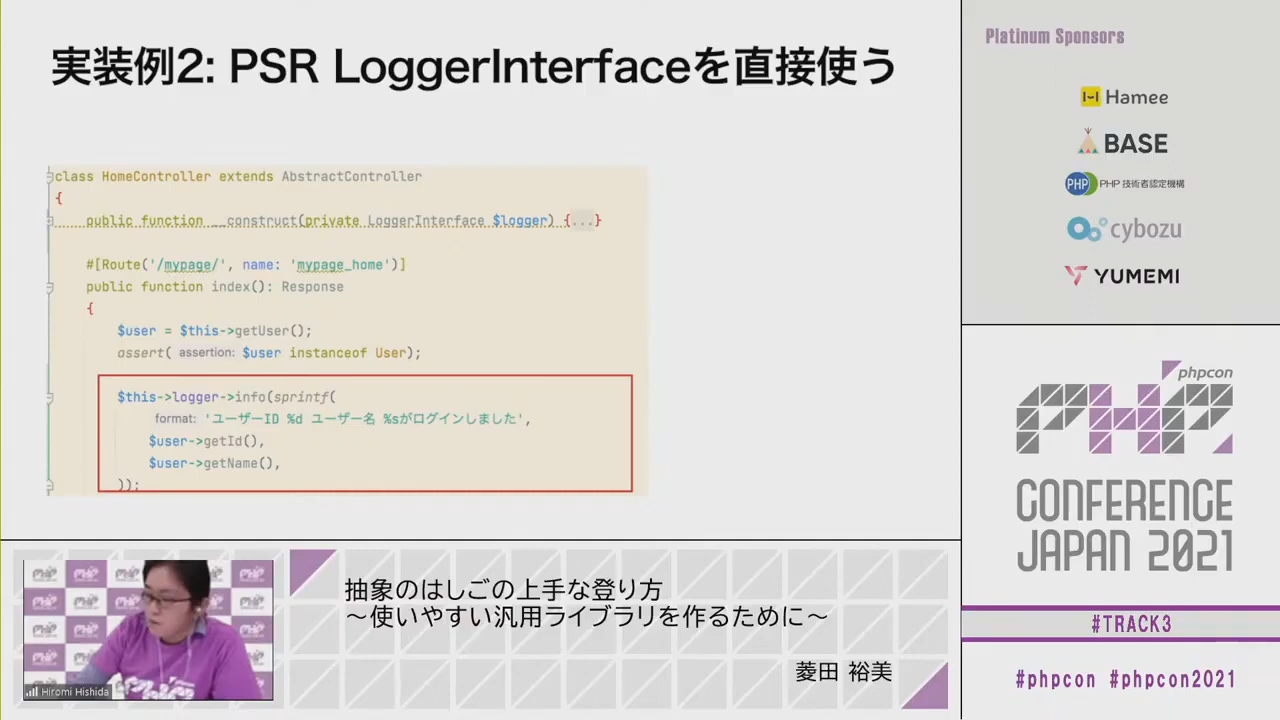 実装例2: PSR LoggerInterfaceを直接使う
class HomeController extends AbstractController
{
public function __construct(private LoggerInterface $logger) {...}
#[Route('/mypage/', name: 'mypage_home')]
public function index(): Response
{
$user = $this->getUser();
assert( assertion: $user instanceof User);
$this->logger->info(sprintf(
format: 'ユーザーID %d ユーザー名 %sがログインしました',
$user->getId(),
$user->getName(),
));
Platinum Sponsors
Hamee
BASE
PHP PHP 技術者認定機構
cybozu
YUMEMI
phpcon
PHP
CONFERENCE
JAPAN 2021
#TRACK3
#phpcon #phpcon2021
抽象のはしごの上手な登り方
〜使いやすい汎用ライブラリを作るために〜
菱田 裕美
Hiromi Hishida